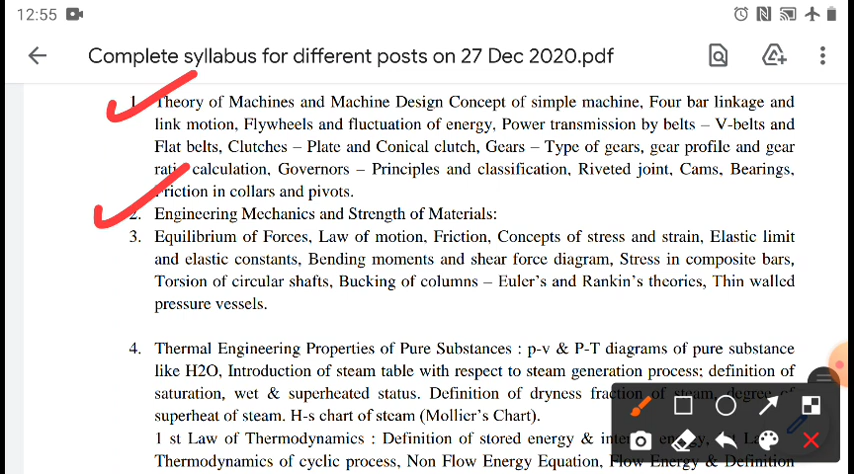 12:55
Complete syllabus for different posts on 27 Dec 2020.pdf
1. Theory of Machines and Machine Design Concept of simple machine, Four bar linkage and
link motion, Flywheels and fluctuation of energy, Power transmission by belts – V-belts and
Flat belts, Clutches – Plate and Conical clutch, Gears – Type of gears, gear profile and gear
ratio calculation, Governors – Principles and classification, Riveted joint, Cams, Bearings,
Friction in collars and pivots.
2. Engineering Mechanics and Strength of Materials:
3. Equilibrium of Forces, Law of motion, Friction, Concepts of stress and strain, Elastic limit
and elastic constants, Bending moments and shear force diagram, Stress in composite bars,
Torsion of circular shafts, Bucking of columns – Euler's and Rankin's theories, Thin walled
pressure vessels.
4. Thermal Engineering Properties of Pure Substances : p-v & P-T diagrams of pure substance
like H2O, Introduction of steam table with respect to steam generation process; definition of
saturation, wet & superheated status. Definition of dryness fraction of steam, degree of
superheat of steam. H-s chart of steam (Mollier's Chart).
1 st Law of Thermodynamics : Definition of stored energy &
Thermodynamics of cyclic process, Non Flow Energy Equation, Flow Energy & Definition